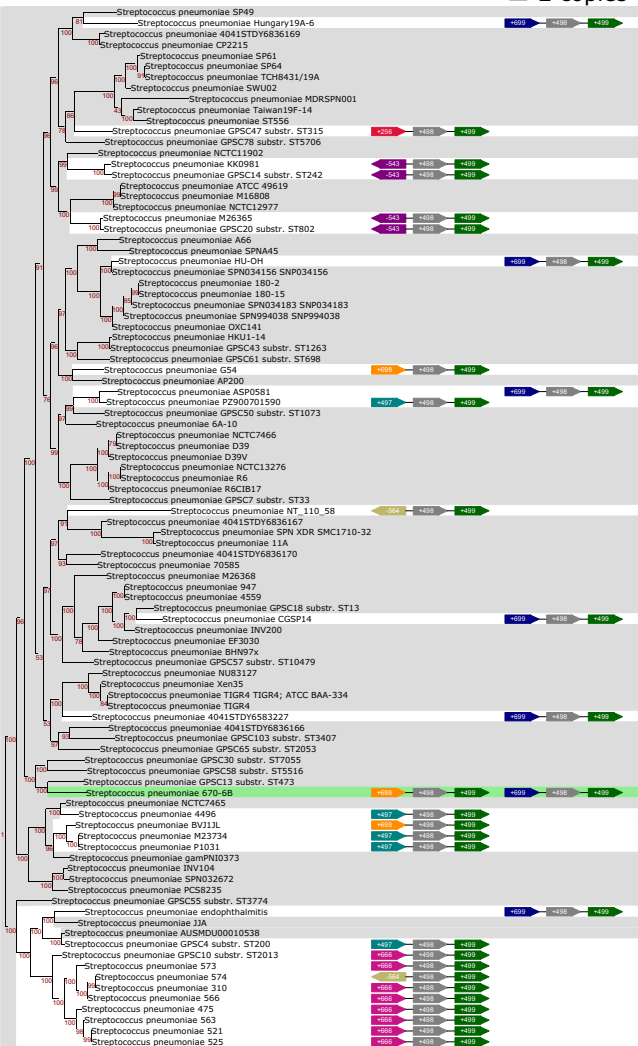 Streptococcus pneumoniae SP49
Streptococcus pneumoniae Hungary19A-6 +699 +498 +499
Streptococcus pneumoniae 4041STDY6836169
Streptococcus pneumoniae CP2215
Streptococcus pneumoniae SP61
Streptococcus pneumoniae SP64
Streptococcus pneumoniae TCH8431/19A
Streptococcus pneumoniae SWU02
Streptococcus pneumoniae MDRSPN001
Streptococcus pneumoniae Taiwan19F-14
Streptococcus pneumoniae ST556
Streptococcus pneumoniae GPSC47 substr. ST315 +256 +498 +499
Streptococcus pneumoniae GPSC78 substr. ST5706
Streptococcus pneumoniae NCTC11902
Streptococcus pneumoniae KK0981 -543 +498 +499
Streptococcus pneumoniae GPSC14 substr. ST242 -543 +498 +499
Streptococcus pneumoniae ATCC 49619
Streptococcus pneumoniae M16808
Streptococcus pneumoniae NCTC12977
Streptococcus pneumoniae M26365 -543 +498 +499
Streptococcus pneumoniae GPSC20 substr. ST802 -543 +498 +499
Streptococcus pneumoniae A66
Streptococcus pneumoniae SPNA45
Streptococcus pneumoniae HU-OH +699 +498 +499
Streptococcus pneumoniae SPN034156 SNP034156
Streptococcus pneumoniae 180-2
Streptococcus pneumoniae 180-15
Streptococcus pneumoniae SPN034183 SNP034183
Streptococcus pneumoniae SPN994038 SNP994038
Streptococcus pneumoniae OXC141
Streptococcus pneumoniae HKU1-14
Streptococcus pneumoniae GPSC43 substr. ST1263
Streptococcus pneumoniae GPSC61 substr. ST698
Streptococcus pneumoniae G54 +698 +498 +499
Streptococcus pneumoniae AP200
Streptococcus pneumoniae ASP0581 +699 +498 +499
Streptococcus pneumoniae PZ900701590 +497 +498 +499
Streptococcus pneumoniae GPSC50 substr. ST1073
Streptococcus pneumoniae 6A-10
Streptococcus pneumoniae NCTC7466
Streptococcus pneumoniae D39
Streptococcus pneumoniae D39V
Streptococcus pneumoniae NCTC13276
Streptococcus pneumoniae R6
Streptococcus pneumoniae R6CIB17
Streptococcus pneumoniae GPSC7 substr. ST33
Streptococcus pneumoniae NT_110_58 -564 +498 +499
Streptococcus pneumoniae 4041STDY6836167
Streptococcus pneumoniae SPN XDR SMC1710-32
Streptococcus pneumoniae 11A
Streptococcus pneumoniae 4041STDY6836170
Streptococcus pneumoniae 70585
Streptococcus pneumoniae M26368
Streptococcus pneumoniae 947
Streptococcus pneumoniae 4559
Streptococcus pneumoniae GPSC18 substr. ST13
Streptococcus pneumoniae CGSP14 +699 +498 +499
Streptococcus pneumoniae INV200
Streptococcus pneumoniae EF3030
Streptococcus pneumoniae BHN97x
Streptococcus pneumoniae GPSC57 substr. ST10479
Streptococcus pneumoniae NU83127
Streptococcus pneumoniae Xen35
Streptococcus pneumoniae TIGR4 TIGR4; ATCC BAA-334
Streptococcus pneumoniae TIGR4
Streptococcus pneumoniae 4041STDY6583227 +699 +498 +499
Streptococcus pneumoniae 4041STDY6836166
Streptococcus pneumoniae GPSC103 substr. ST3407
Streptococcus pneumoniae GPSC65 substr. ST2053
Streptococcus pneumoniae GPSC30 substr. ST7055
Streptococcus pneumoniae GPSC58 substr. ST5516
Streptococcus pneumoniae GPSC13 substr. ST473
Streptococcus pneumoniae 670-6B +698 +498 +499 +699 +498 +499
Streptococcus pneumoniae NCTC7465
Streptococcus pneumoniae 4496 +497 +498 +499
Streptococcus pneumoniae BVJ1JL +698 +498 +499
Streptococcus pneumoniae M23734 +497 +498 +499
Streptococcus pneumoniae P1031 +497 +498 +499
Streptococcus pneumoniae gamPNI0373
Streptococcus pneumoniae INV104
Streptococcus pneumoniae SPN032672
Streptococcus pneumoniae PCS8235
Streptococcus pneumoniae GPSC55 substr. ST3774
Streptococcus pneumoniae endophthalmitis +699 +498 +499
Streptococcus pneumoniae JJA
Streptococcus pneumoniae AUSMDU00010538
Streptococcus pneumoniae GPSC4 substr. ST200 +497 +498 +499
Streptococcus pneumoniae GPSC10 substr. ST2013 +666 +498 +499
Streptococcus pneumoniae 573 +666 +498 +499
Streptococcus pneumoniae 574 -564 +498 +499
Streptococcus pneumoniae 310 +666 +498 +499
Streptococcus pneumoniae 566 +666 +498 +499
Streptococcus pneumoniae 475 +666 +498 +499
Streptococcus pneumoniae 563 +666 +498 +499
Streptococcus pneumoniae 521 +666 +498 +499
Streptococcus pneumoniae 525 +666 +498 +499